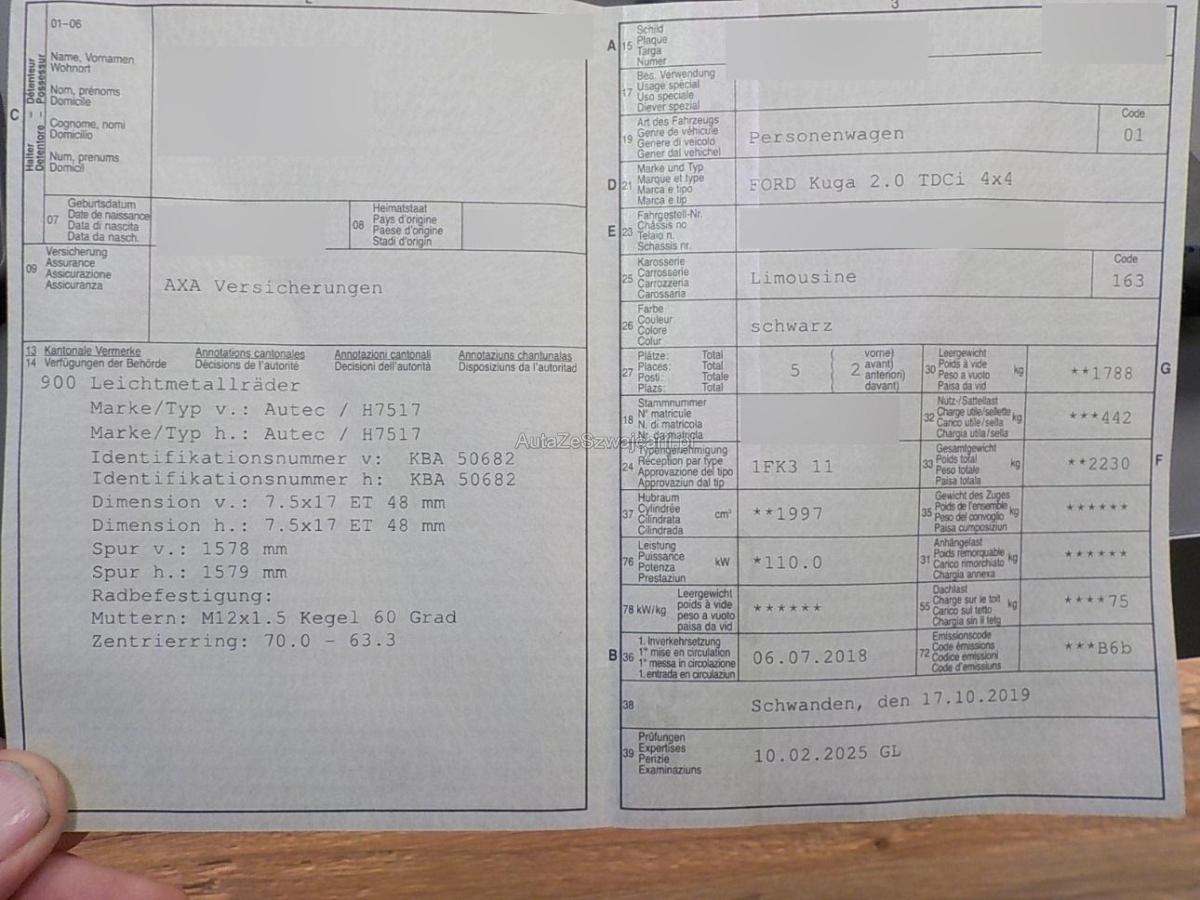 2
01-06
Name, Vornamen
Wohnort
Nom, prénoms
Domicile
Cognome, nomi
Domicilio
Num, prenums
Domicil
C
Halter – Détenteur
Detentore – Possessur
07
Geburtsdatum
Date de naissance
Data di nascita
Data da nasch.
08
Heimatstaat
Pays d'origine
Paese d'origine
Stadi d'origin
09
Versicherung
Assurance
Assicurazione
Assicuranza
AXA Versicherungen
13 Kantonale Vermerke Annotations cantonales Annotazioni cantonali Annotaziuns chantunalas
14 Verfügungen der Behörde Décisions de l'autorité Decisioni dell'autorità Disposiziuns da l'autoritad
900 Leichtmetallräder
Marke/Typ v.: Autec / H7517
Marke/Typ h.: Autec / H7517
Identifikationsnummer v: KBA 50682
Identifikationsnummer h: KBA 50682
Dimension v.: 7.5x17 ET 48 mm
Dimension h.: 7.5x17 ET 48 mm
Spur v.: 1578 mm
Spur h.: 1579 mm
Radbefestigung:
Muttern: M12x1.5 Kegel 60 Grad
Zentrierring: 70.0 - 63.3
3
A 15
Schild
Plaque
Targa
Numer
17
Bes. Verwendung
Usage spécial
Uso speciale
Diever spezial
19
Art des Fahrzeugs
Genre de véhicule
Genere di veicolo
Gener dal vehichel
Personenwagen
Code
01
D 21
Marke und Typ
Marque et type
Marca e tipo
Marca e tip
FORD Kuga 2.0 TDCi 4x4
E 23
Fahrgestell-Nr.
Châssis no
Telaio n.
Schassis nr.
25
Karosserie
Carrosserie
Carrozzeria
Carossaria
Limousine
Code
163
26
Farbe
Couleur
Colore
Colur
schwarz
27
Plätze: Total
Places: Total
Posti: Totale
Plazs: Total
5
2
vorne)
avant)
anteriori)
davant)
30
Leergewicht
Poids à vide
Peso a vuoto
Paisa da vid
kg
**1788
G
18
Stammnummer
N° matricule
N. di matricola
Nr. da matricla
32
Nutz-/Sattellast
Charge utile/sellette
Carico utile/sella
Chargia utila/sella
kg
***442
AutaZeSzwajcarii.pl
24
Typengenehmigung
Réception par type
Approvazione del tipo
Approvaziun dal tip
1FK3 11
33
Gesamtgewicht
Poids total
Peso totale
Paisa totala
kg
**2230
F
37
Hubraum
Cylindrée
Cilindrata
Cilindrada
cm³
**1997
35
Gewicht des Zuges
Poids de l'ensemble
Peso del convoglio
Paisa cumposiziun
kg
******
76
Leistung
Puissance
Potenza
Prestaziun
kW
*110.0
31
Anhängelast
Poids remorquable
Carico rimorchiato
Chargia annexa
kg
******
78 kW/kg
Leergewicht
poids à vide
peso a vuoto
paisa da vid
******
55
Dachlast
Charge sur le toit
Carico sul tetto
Chargia sin il tetg
kg
****75
B 36
1. Inverkehrsetzung
1re mise en circulation
1a messa in circolazione
1. entrada en circulaziun
06.07.2018
72
Emissionscode
Code émissions
Codice emissioni
Code d'emissiuns
***B6b
38
Schwanden, den 17.10.2019
39
Prüfungen
Expertises
Perizie
Examinaziuns
10.02.2025 GL